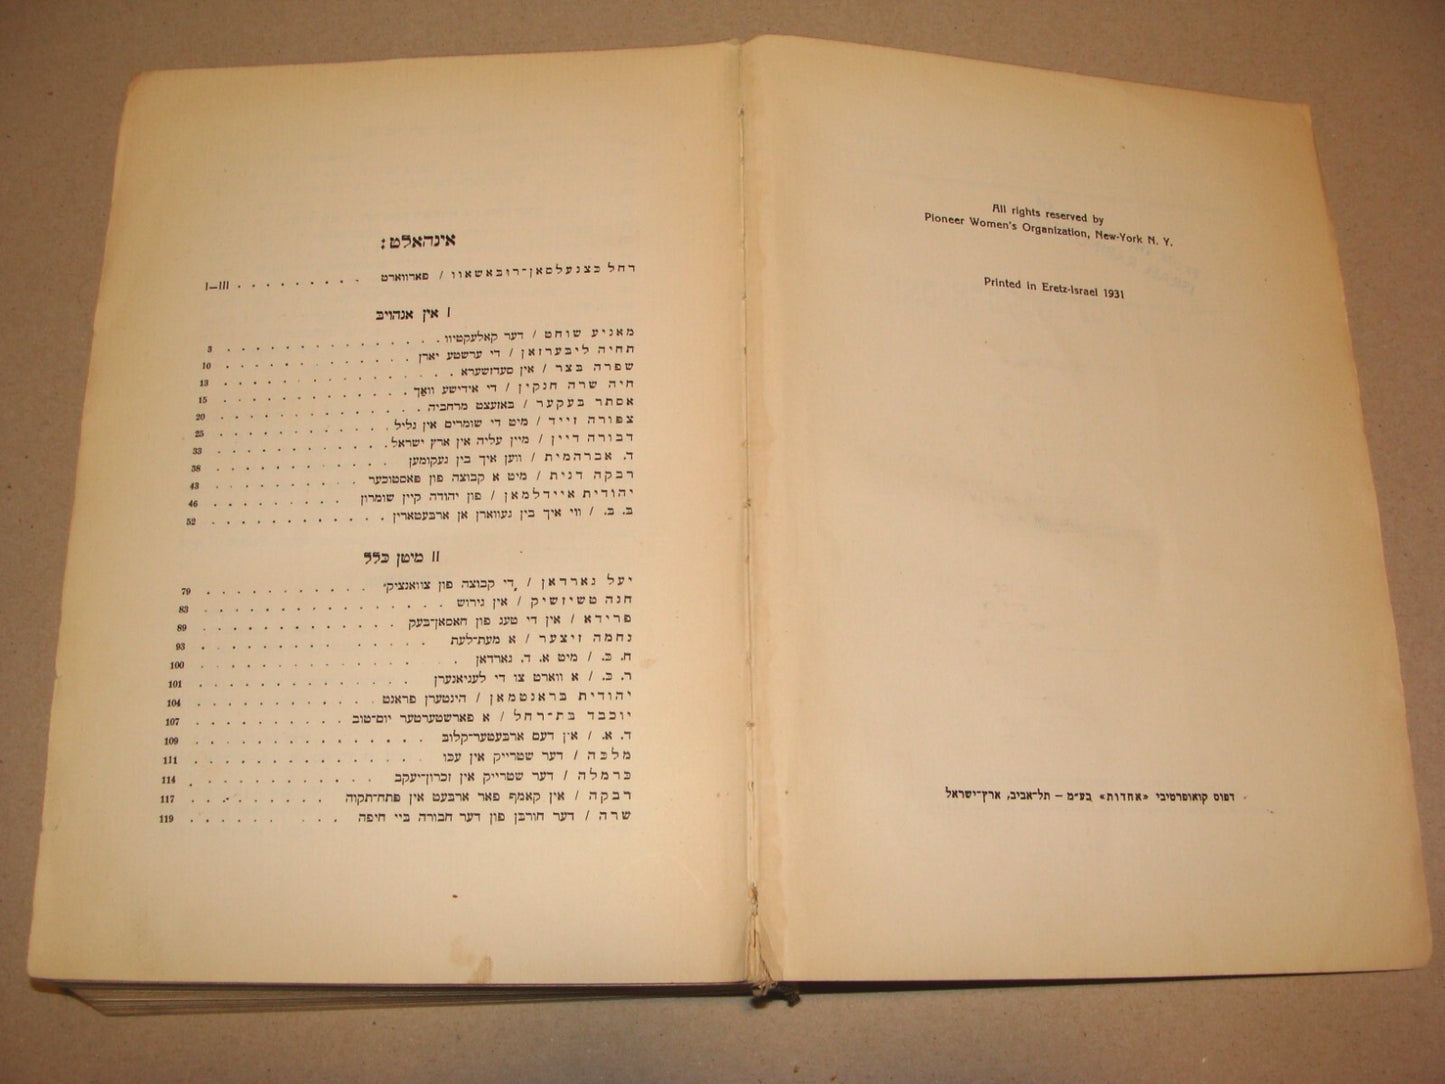 All rights reserved by
Pioneer Women's Organization, New-York N. Y.
Printed in Eretz-Israel 1931
דפוס קואופרטיבי «אחדות» בע״מ – תל־אביב, ארץ־ישראל
אינהאלט:
רחל כצנעלסאן־רובאשאוו / פארווארט I—III
I אין אנהויב
מאניע שוחט / דער קאלעקטיוו 3
תחיה ליבערזאן / די ערשטע יארן 10
שפרה בצר / אין סעדזשערא 13
חיה שרה חנקין / די אידישע וואך 15
אסתר בעקער / באזעצט מרחביה 20
צפורה זייד / מיט די שומרים אין גליל 25
דבורה דיין / מיין עליה אין ארץ ישראל 33
ד. אברהמית / ווען איך בין געקומען 38
רבקה דנית / מיט א קבוצה פון פאסטוכער 43
יהודית איידלמאן / פון יהודה קיין שומרון 46
ב. ב. / ווי איך בין געווארן אן ארבעטארין 52
II מיטן כלל
יעל גארדאן / „די קבוצה פון צוואנציק״ 79
חנה טשיזשיק / אין גירוש 83
פרידא / אין די טעג פון חאסאן־בעק 89
נחמה זיצער / א מעת־לעת 93
ח. כ. / מיט א. ד. גארדאן 100
ר. כ. / א ווארט צו די לעגיאנערן 101
יהודית בראנטמאן / הינטערן פראנט 104
יוכבד בת־רחל / א פארשטערטער יום־טוב 107
ד. א. / אין דעם ארבעטער־קלוב 109
מלכה / דער שטרייק אין עכו 111
כרמלה / דער שטרייק אין זכרון־יעקב 114
רבקה / אין קאמף פאר ארבעט אין פתח־תקוה 117
שרה / דער חורבן פון דער חבורה ביי חיפה 119